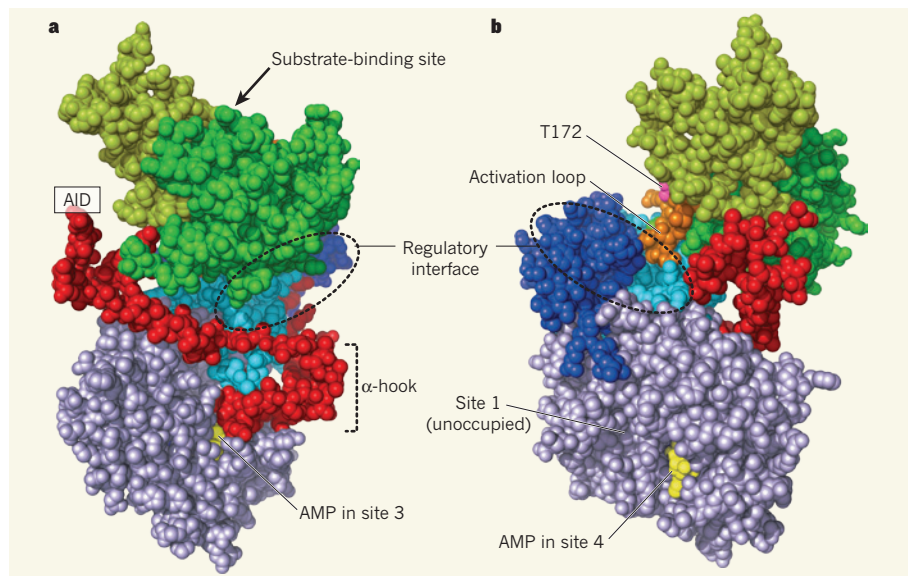 a
Substrate-binding site
AID
α-hook
AMP in site 3
Regulatory
interface
b
T172
Activation loop
Site 1
(unoccupied)
AMP in site 4